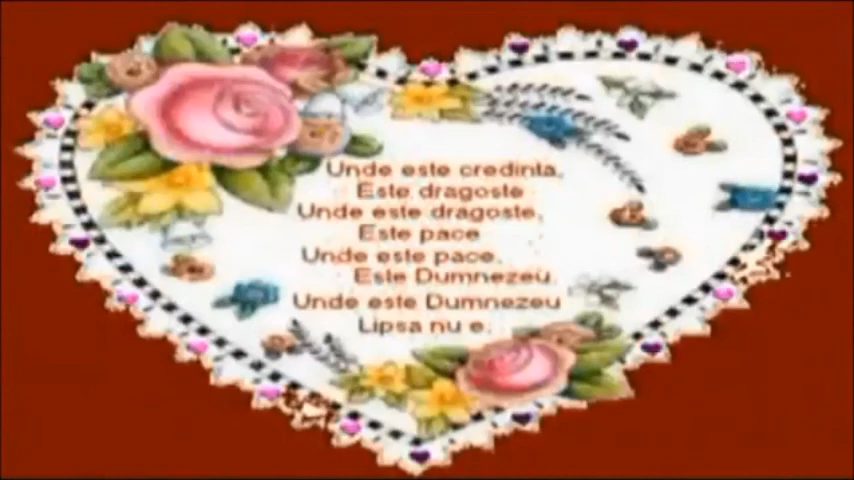 Unde este credinta,
Este dragoste
Unde este dragoste,
Este pace
Unde este pace,
Este Dumnezeu.
Unde este Dumnezeu
Lipsa nu e.